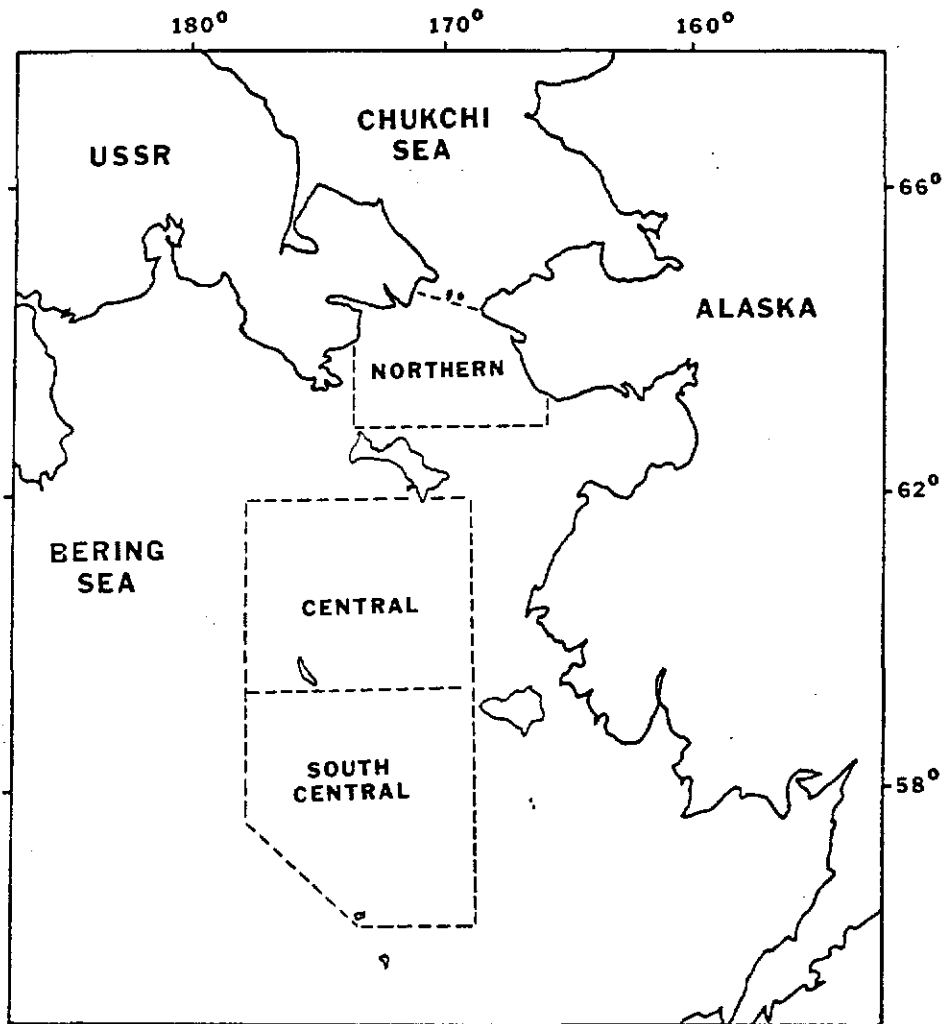 180° 170° 160°
CHUKCHI
SEA
USSR
66°
ALASKA
NORTHERN
62°
BERING
SEA
CENTRAL
SOUTH
CENTRAL
58°